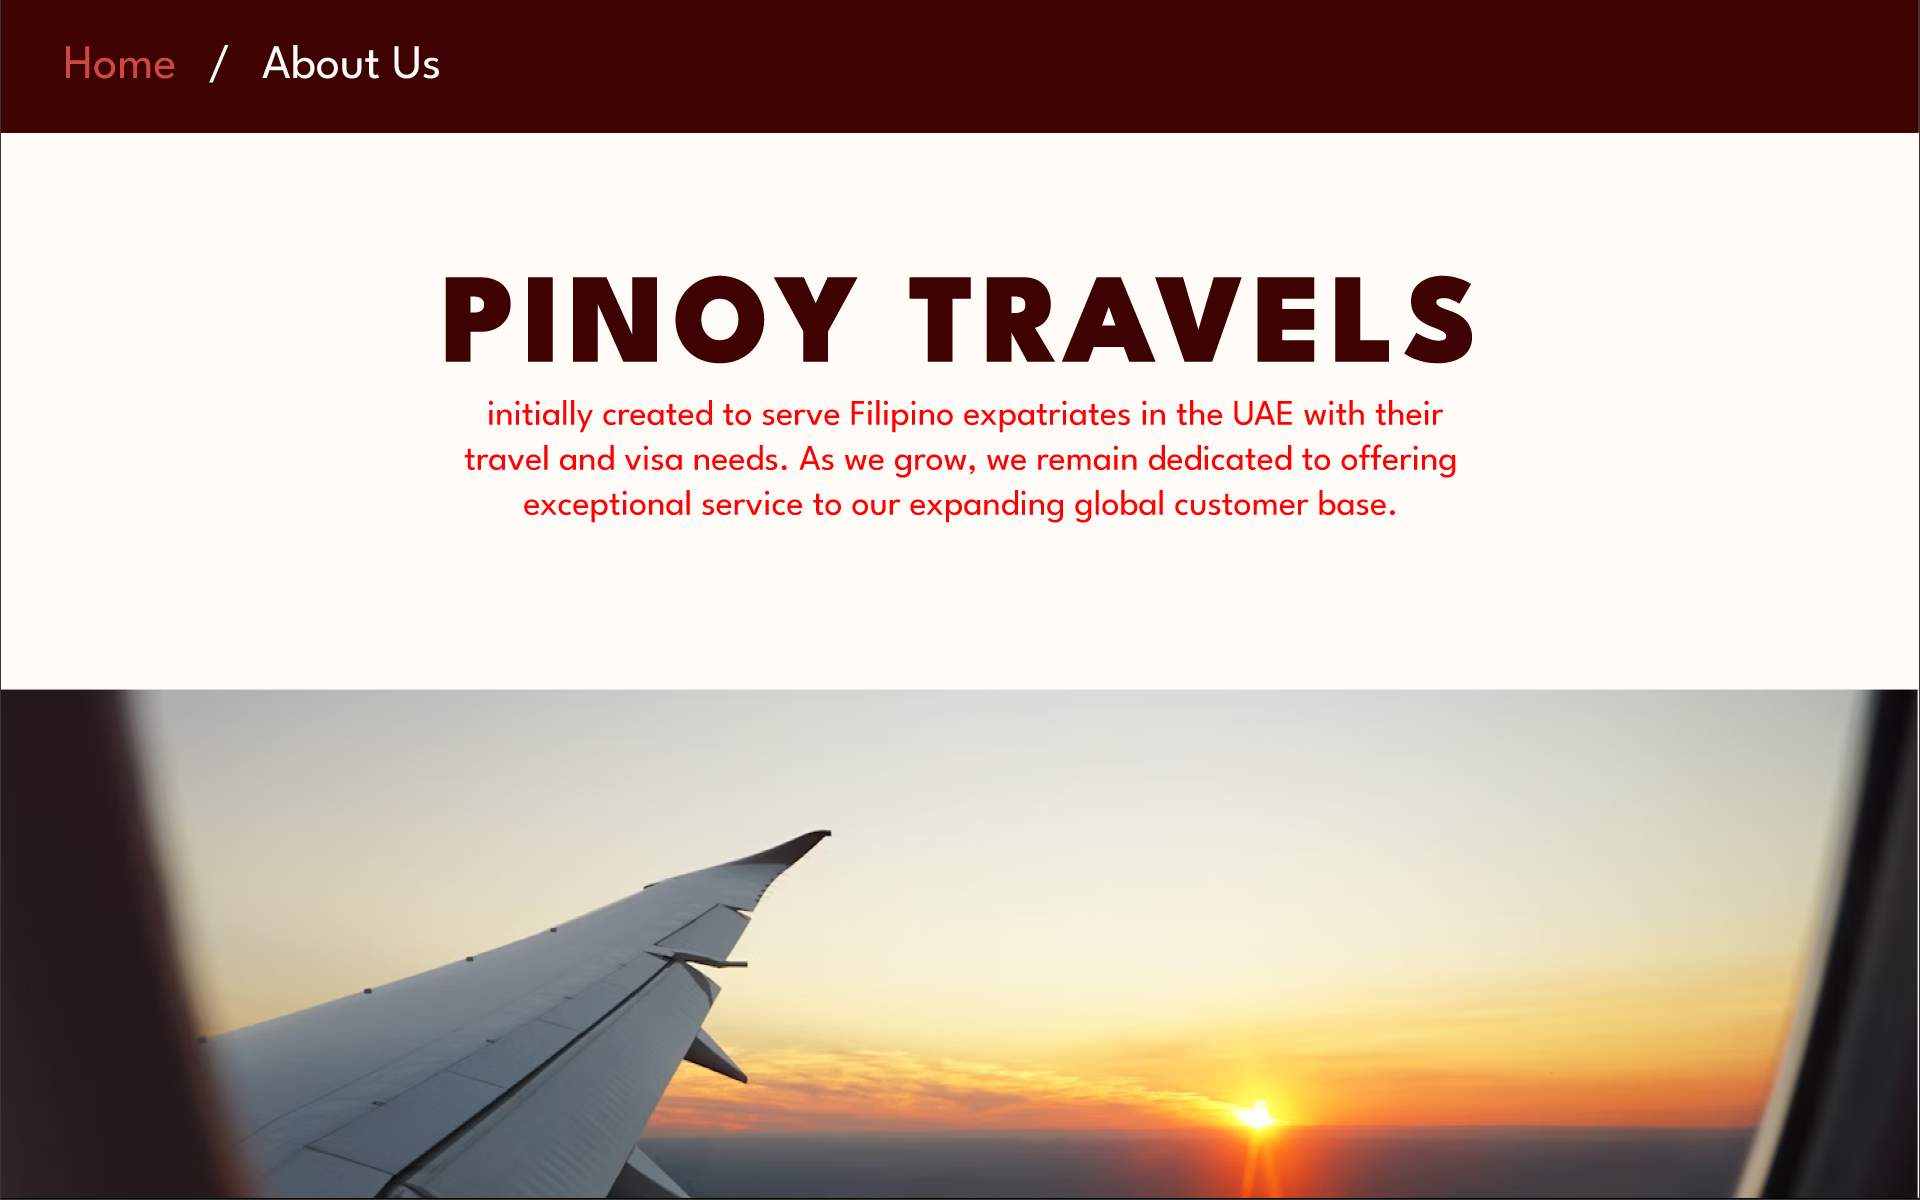 Home / About Us
PINOY TRAVELS
initially created to serve Filipino expatriates in the UAE with their
travel and visa needs. As we grow, we remain dedicated to offering
exceptional service to our expanding global customer base.